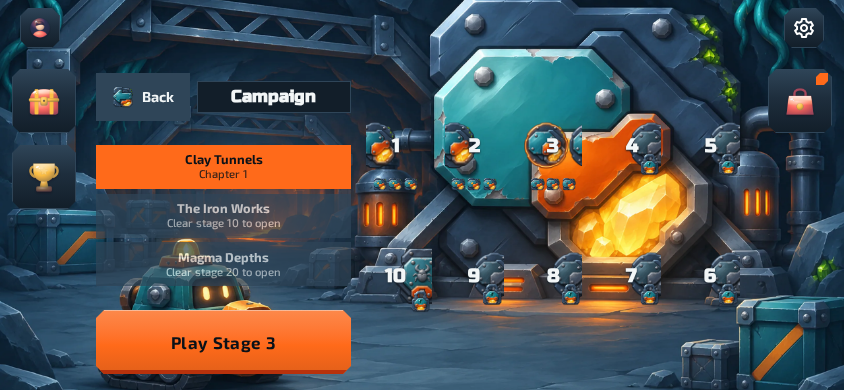 Back
Campaign
Clay Tunnels
Chapter 1
The Iron Works
Clear stage 10 to open
Magma Depths
Clear stage 20 to open
Play Stage 3
1 2 3 4 5
10 9 8 7 6